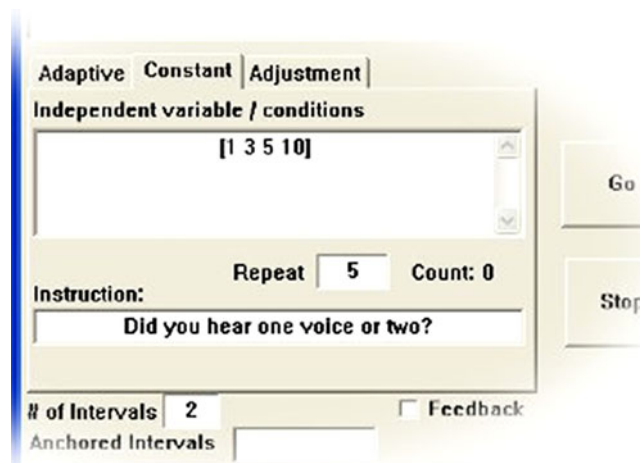 Adaptive Constant Adjustment
Independent variable / conditions
[1 3 5 10]
Go
Repeat 5 Count: 0
Instruction:
Stop
Did you hear one voice or two?
# of Intervals 2 Feedback
Anchored Intervals